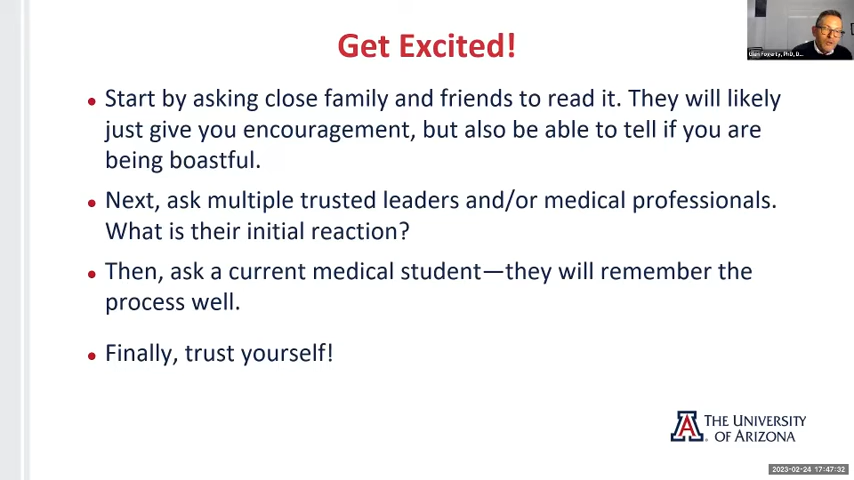 Get Excited!
Start by asking close family and friends to read it. They will likely
just give you encouragement, but also be able to tell if you are
being boastful.
Next, ask multiple trusted leaders and/or medical professionals.
What is their initial reaction?
Then, ask a current medical student—they will remember the
process well.
Finally, trust yourself!
THE UNIVERSITY
OF ARIZONA
2023-02-24 17:47:32